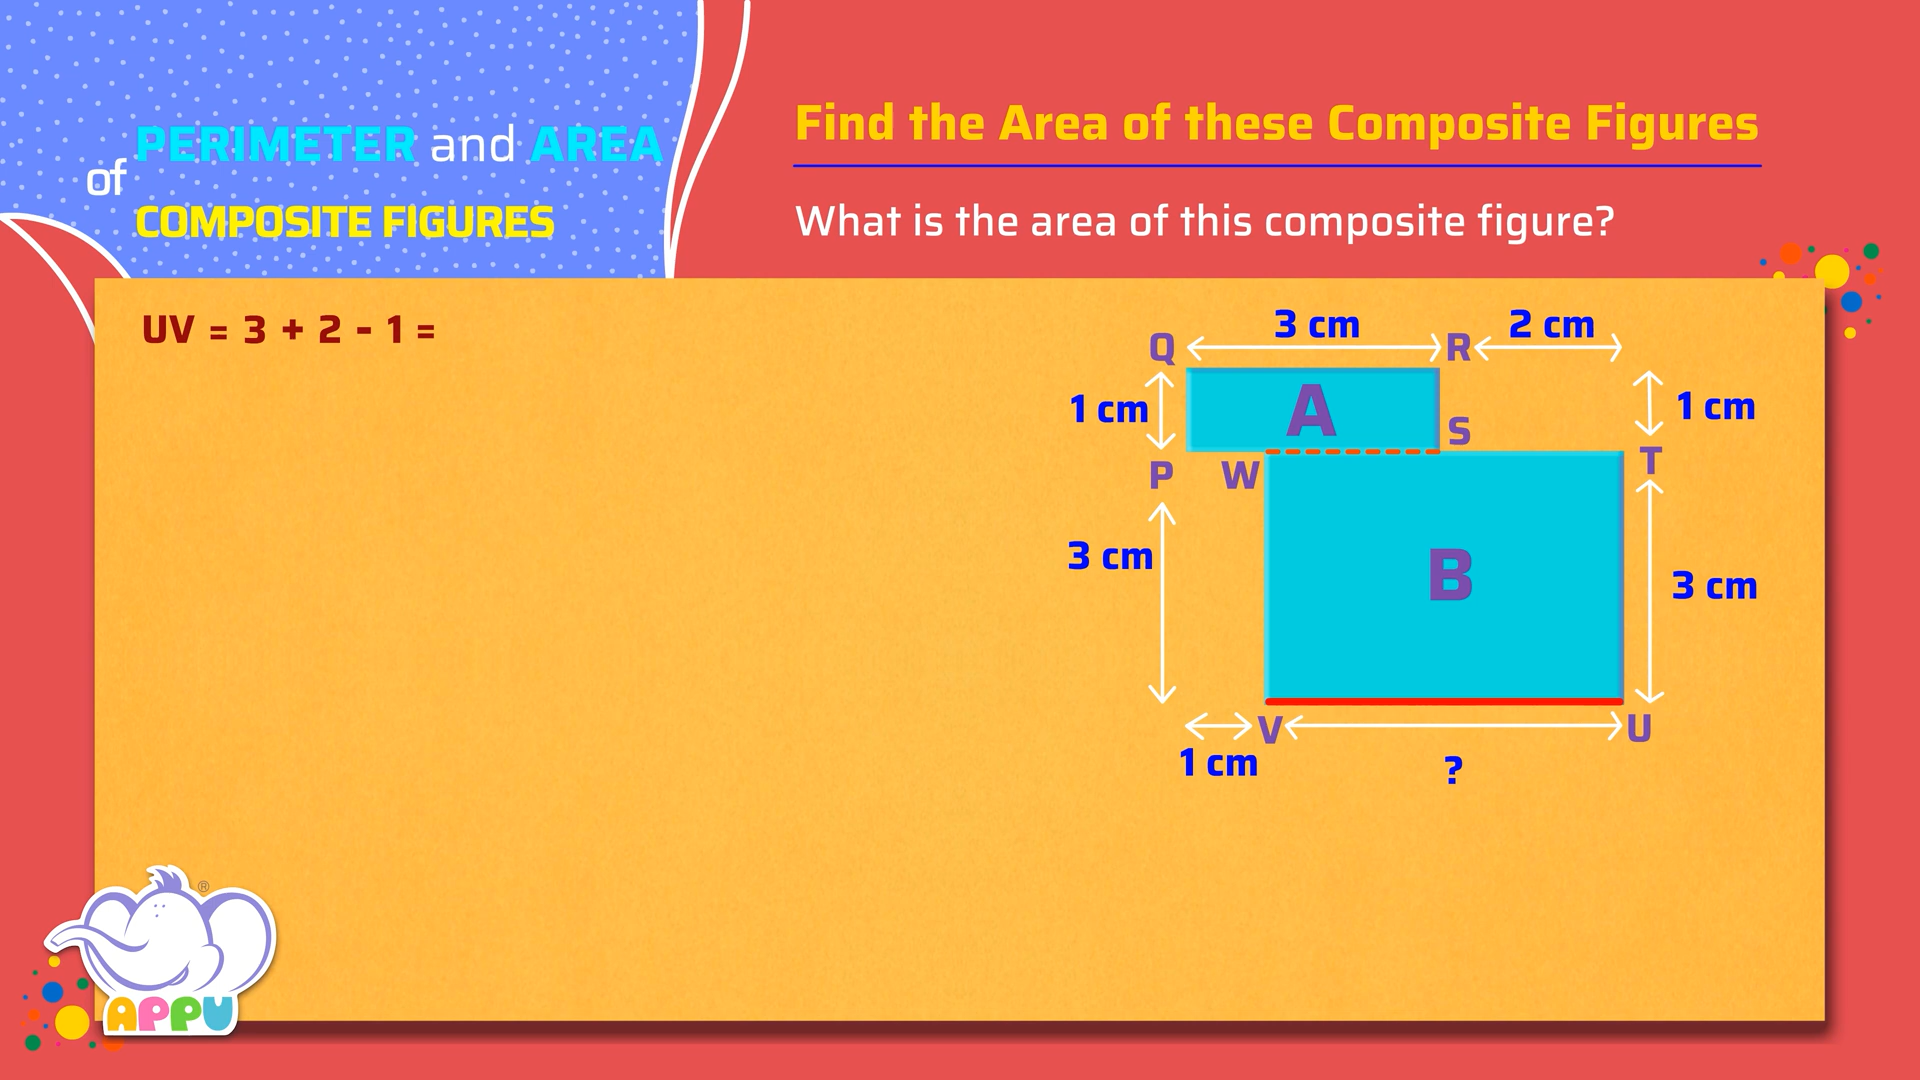 PERIMETER and AREA
of
COMPOSITE FIGURES
Find the Area of these Composite Figures
What is the area of this composite figure?
UV = 3 + 2 - 1 =
3 cm
2 cm
Q
R
1 cm
A
1 cm
S
P
W
T
3 cm
B
3 cm
V
U
1 cm
?
®
APPU